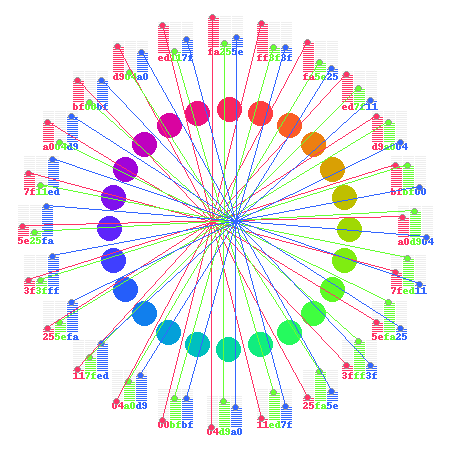 fa255e
ed117f
ff3f3f
d904a0
fa5e25
bf00bf
ed7f11
a004d9
d9a004
7f11ed
bfbf00
5e25fa
a0d904
3f3fff
7fed11
255efa
5efa25
117fed
3fff3f
04a0d9
25fa5e
00bfbf
11ed7f
04d9a0